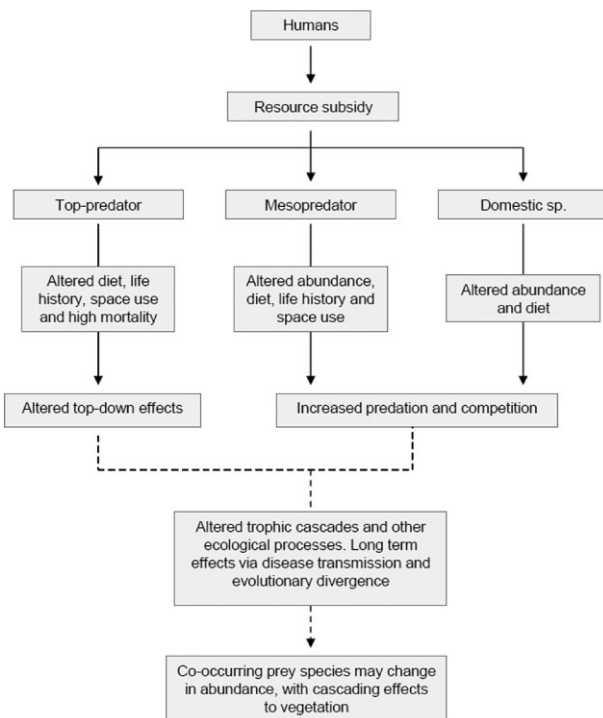 Humans
Resource subsidy
Top-predator
Mesopredator
Domestic sp.
Altered diet, life
history, space use
and high mortality
Altered abundance,
diet, life history and
space use
Altered abundance
and diet
Altered top-down effects
Increased predation and competition
Altered trophic cascades and other
ecological processes. Long term
effects via disease transmission and
evolutionary divergence
Co-occurring prey species may change
in abundance, with cascading effects
to vegetation